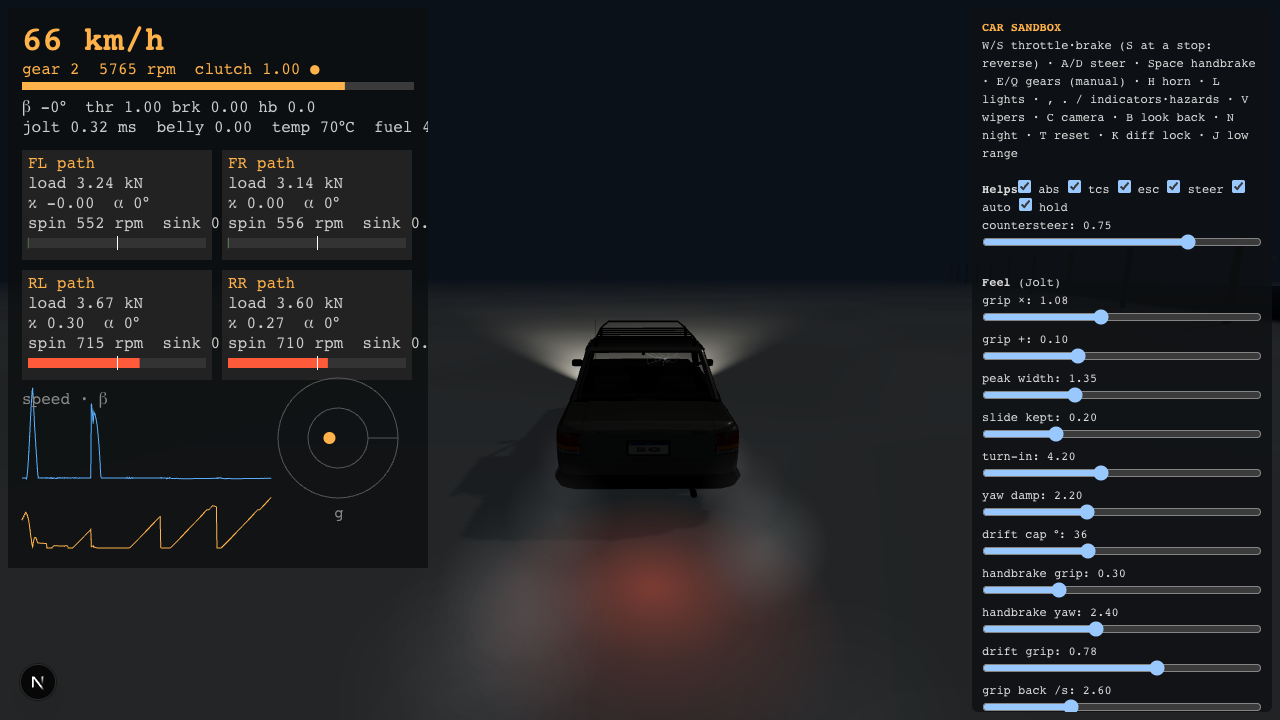 66 km/h
gear 2 5765 rpm clutch 1.00 ●
β -0° thr 1.00 brk 0.00 hb 0.0
jolt 0.32 ms belly 0.00 temp 70°C fuel 4
FL path
load 3.24 kN
ϰ -0.00 α 0°
spin 552 rpm sink 0
FR path
load 3.14 kN
ϰ 0.00 α 0°
spin 556 rpm sink 0.
RL path
load 3.67 kN
ϰ 0.30 α 0°
spin 715 rpm sink 0
RR path
load 3.60 kN
ϰ 0.27 α 0°
spin 710 rpm sink 0.
speed · β
g
N
CAR SANDBOX
W/S throttle·brake (S at a stop:
reverse) · A/D steer · Space handbrake
· E/Q gears (manual) · H horn · L
lights · , . / indicators·hazards · V
wipers · C camera · B look back · N
night · T reset · K diff lock · J low
range
Helps abs tcs esc steer
auto hold
countersteer: 0.75
Feel (Jolt)
grip ×: 1.08
grip +: 0.10
peak width: 1.35
slide kept: 0.20
turn-in: 4.20
yaw damp: 2.20
drift cap °: 36
handbrake grip: 0.30
handbrake yaw: 2.40
drift grip: 0.78
grip back /s: 2.60